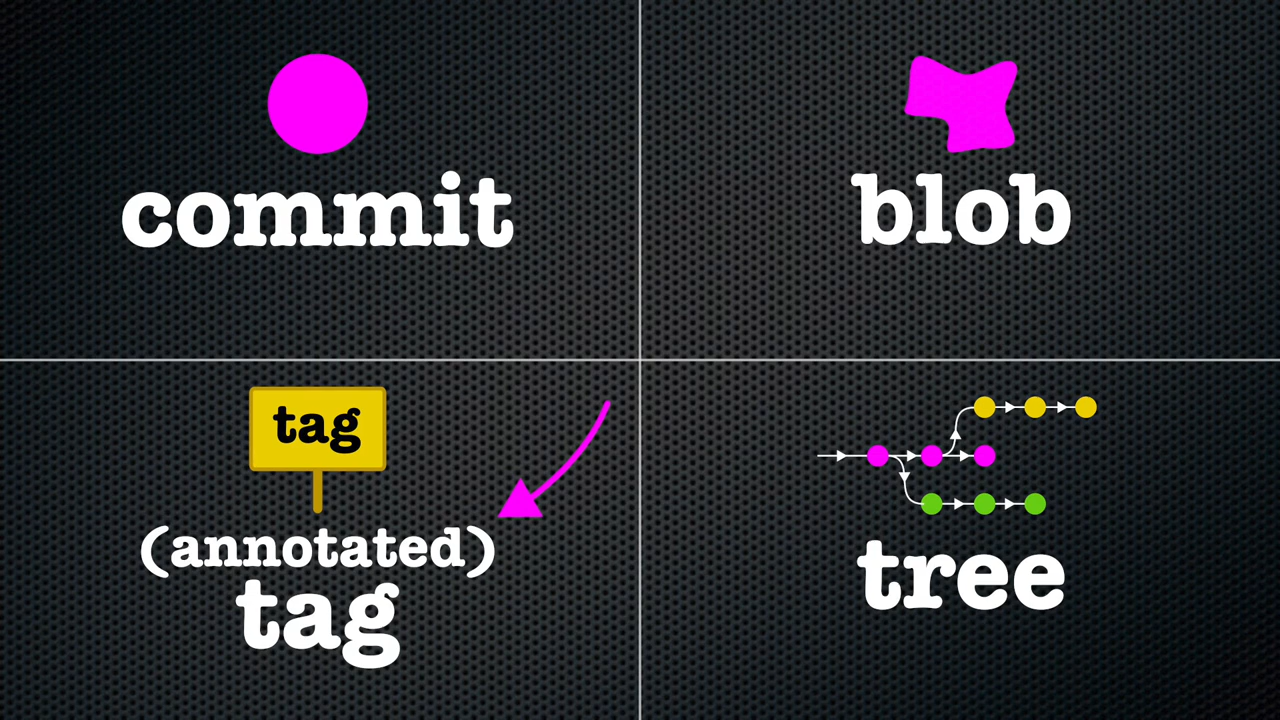 commit
blob
tag
(annotated)
tag
tree